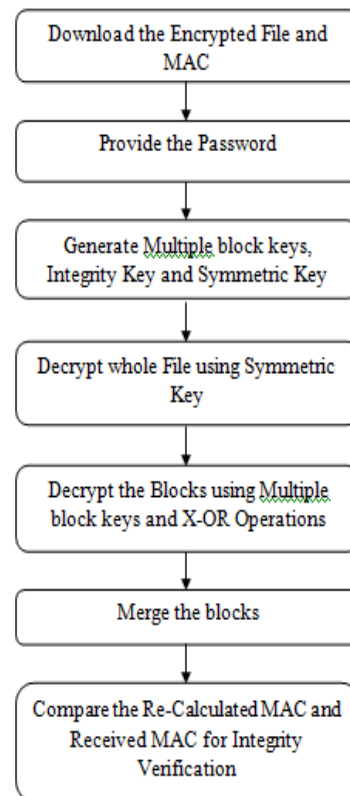 Download the Encrypted File and
MAC
Provide the Password
Generate Multiple block keys,
Integrity Key and Symmetric Key
Decrypt whole File using Symmetric
Key
Decrypt the Blocks using Multiple
block keys and X-OR Operations
Merge the blocks
Compare the Re-Calculated MAC and
Received MAC for Integrity
Verification